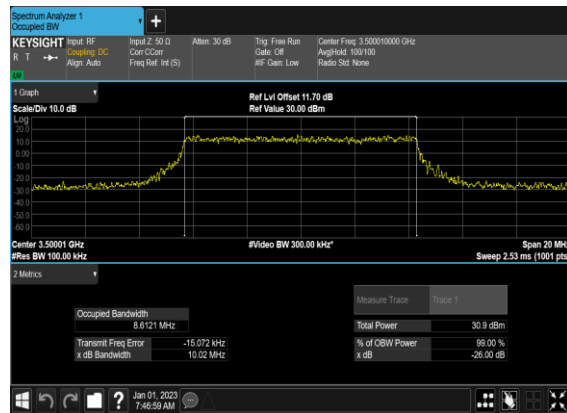 Spectrum Analyzer 1
Occupied BW
+
KEYSIGHT Input: RF Input Z: 50 Ω Atten: 30 dB Trig: Free Run Center Freq: 3.500010000 GHz
R T Coupling: DC Corr CCorr Gate: Off Avg|Hold: 100/100
Align: Auto Freq Ref: Int (S) #IF Gain: Low Radio Std: None
1 Graph
Ref Lvl Offset 11.70 dB
Scale/Div 10.0 dB Ref Value 30.00 dBm
Log
20.0
10.0
0.00
-10.0
-20.0
-30.0
-40.0
-50.0
-60.0
Center 3.50001 GHz #Video BW 300.00 kHz* Span 20 MHz
#Res BW 100.00 kHz Sweep 2.53 ms (1001 pts)
2 Metrics
Measure Trace Trace 1
Occupied Bandwidth
8.6121 MHz Total Power 30.9 dBm
Transmit Freq Error -15.072 kHz % of OBW Power 99.00 %
x dB Bandwidth 10.02 MHz x dB -26.00 dB
? Jan 01, 2023
7:46:59 AM